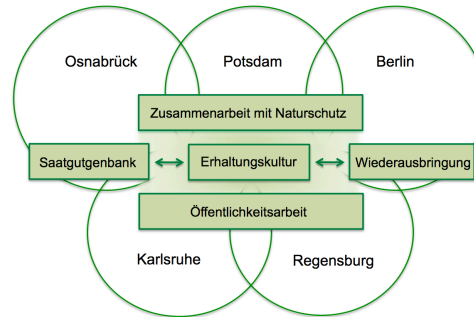 Osnabrück
Potsdam
Berlin
Zusammenarbeit mit Naturschutz
Saatgutgenbank
Erhaltungskultur
Wiederausbringung
Öffentlichkeitsarbeit
Karlsruhe
Regensburg